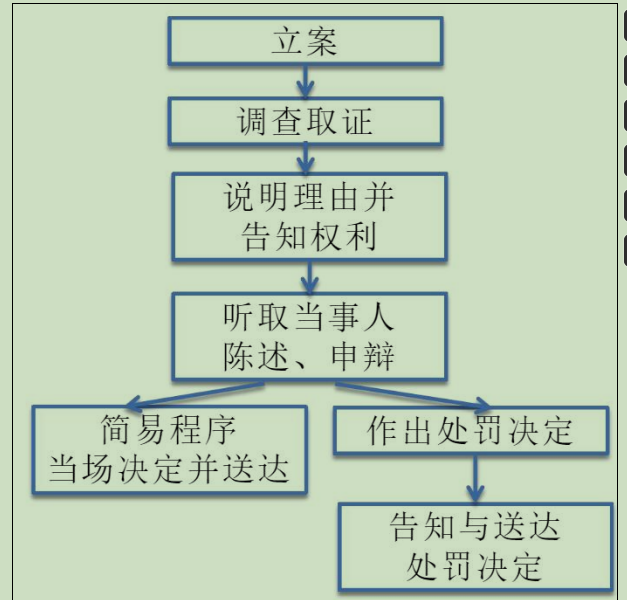 立案
调查取证
说明理由并
告知权利
听取当事人
陈述、申辩
简易程序
当场决定并送达
作出处罚决定
告知与送达
处罚决定